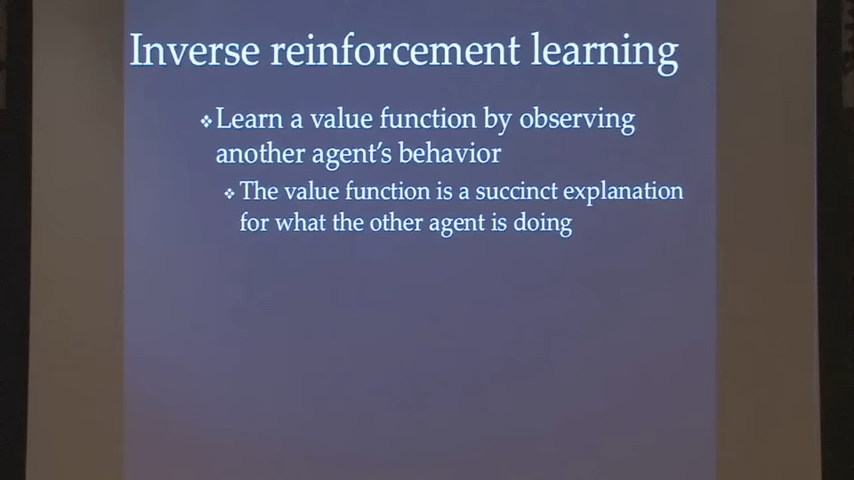 Inverse reinforcement learning
❖Learn a value function by observing
another agent's behavior
❖ The value function is a succinct explanation
for what the other agent is doing